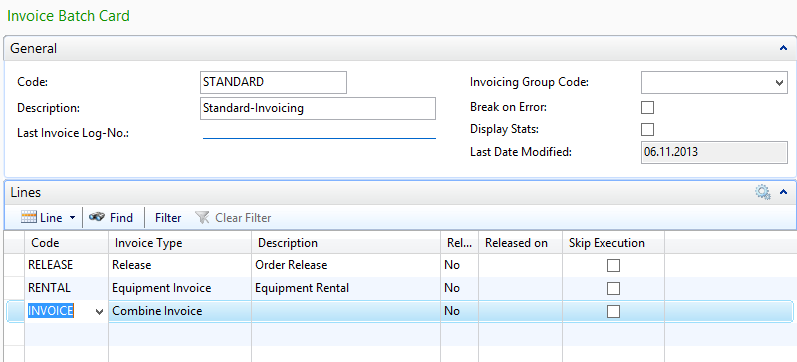 Invoice Batch Card
General
Code: STANDARD Invoicing Group Code:
Description: Standard-Invoicing Break on Error:
Last Invoice Log-No.: Display Stats:
Last Date Modified: 06.11.2013
Lines
Line Find Filter Clear Filter
Code Invoice Type Description Rel... Released on Skip Execution
RELEASE Release Order Release No
RENTAL Equipment Invoice Equipment Rental No
INVOICE Combine Invoice No